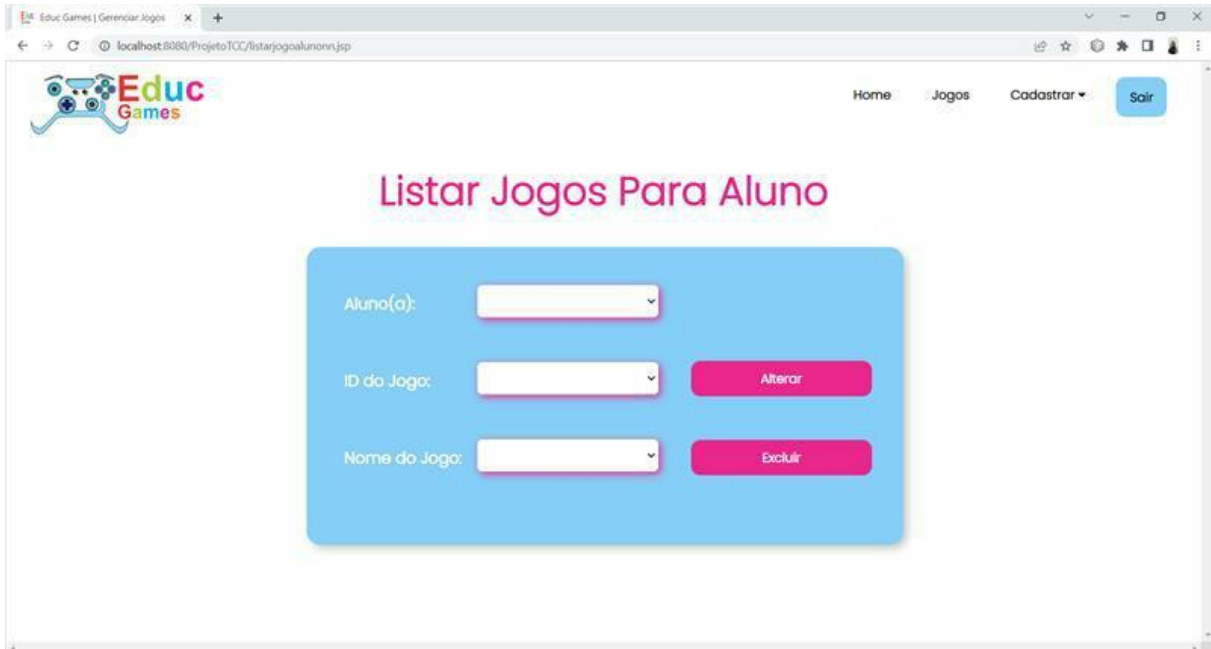 Educ Games | Gerenciar Jogos
localhost:8080/ProjetoTCC/listarjogoalunonn.jsp
Educ
Games
Home Jogos Cadastrar Sair
Listar Jogos Para Aluno
Aluno(a):
ID do Jogo: Alterar
Nome do Jogo: Excluir